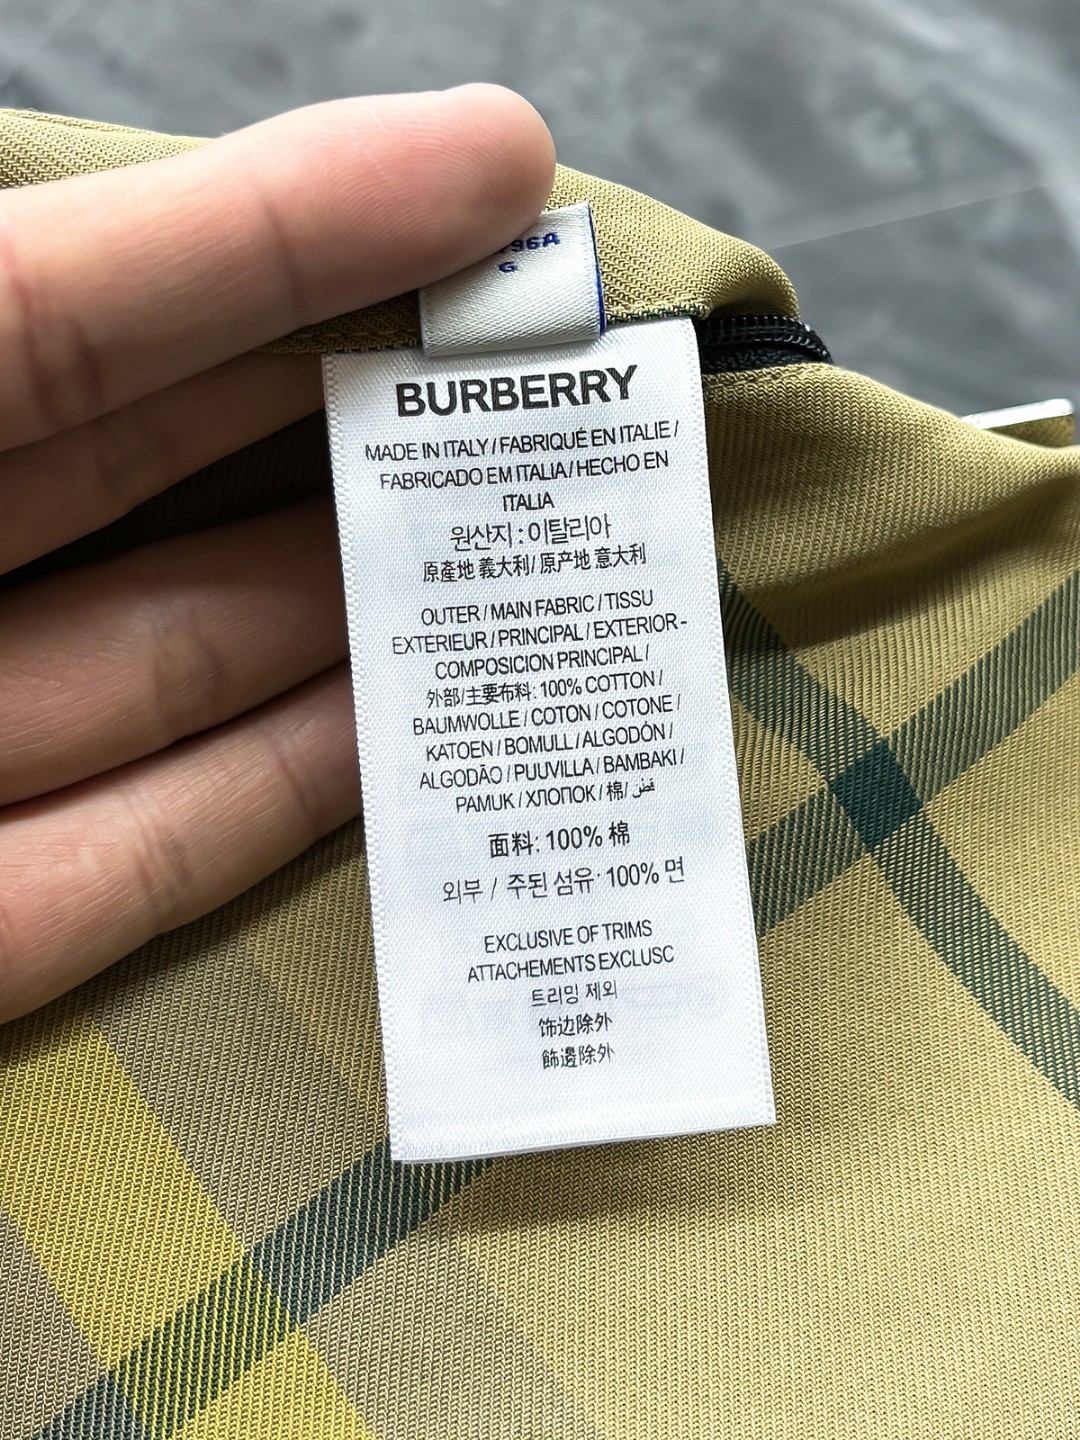 96A
G
BURBERRY
MADE IN ITALY / FABRIQUÉ EN ITALIE /
FABRICADO EM ITALIA / HECHO EN
ITALIA
원산지 : 이탈리아
原產地 義大利 / 原产地 意大利
OUTER / MAIN FABRIC / TISSU
EXTERIEUR / PRINCIPAL / EXTERIOR -
COMPOSICION PRINCIPAL /
外部/主要布料: 100% COTTON /
BAUMWOLLE / COTON / COTONE /
KATOEN / BOMULL / ALGODÓN /
ALGODÃO / PUUVILLA / BAMBAKI /
PAMUK / ХЛОПОК / 棉 / قطن
面料: 100% 棉
외부 / 주된 섬유· 100% 면
EXCLUSIVE OF TRIMS
ATTACHEMENTS EXCLUSC
트리밍 제외
饰边除外
飾邊除外